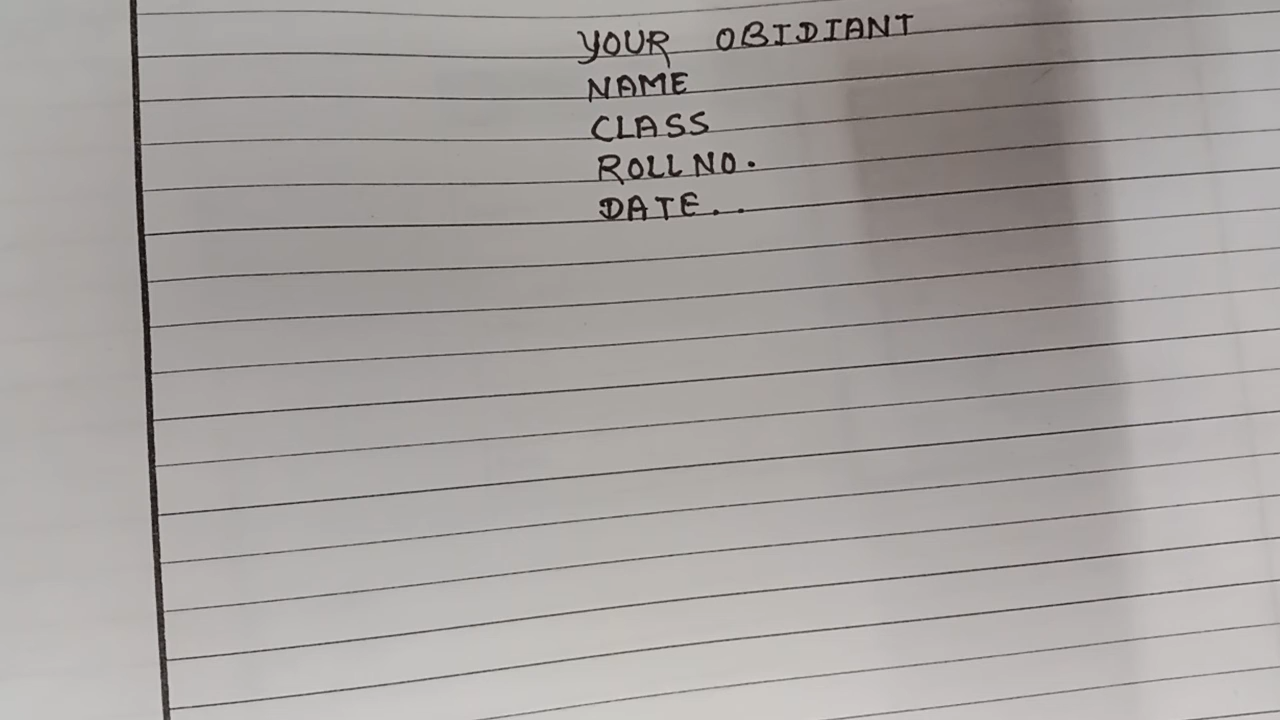 YOUR OBIDIANT
NAME
CLASS
ROLL NO.
DATE..